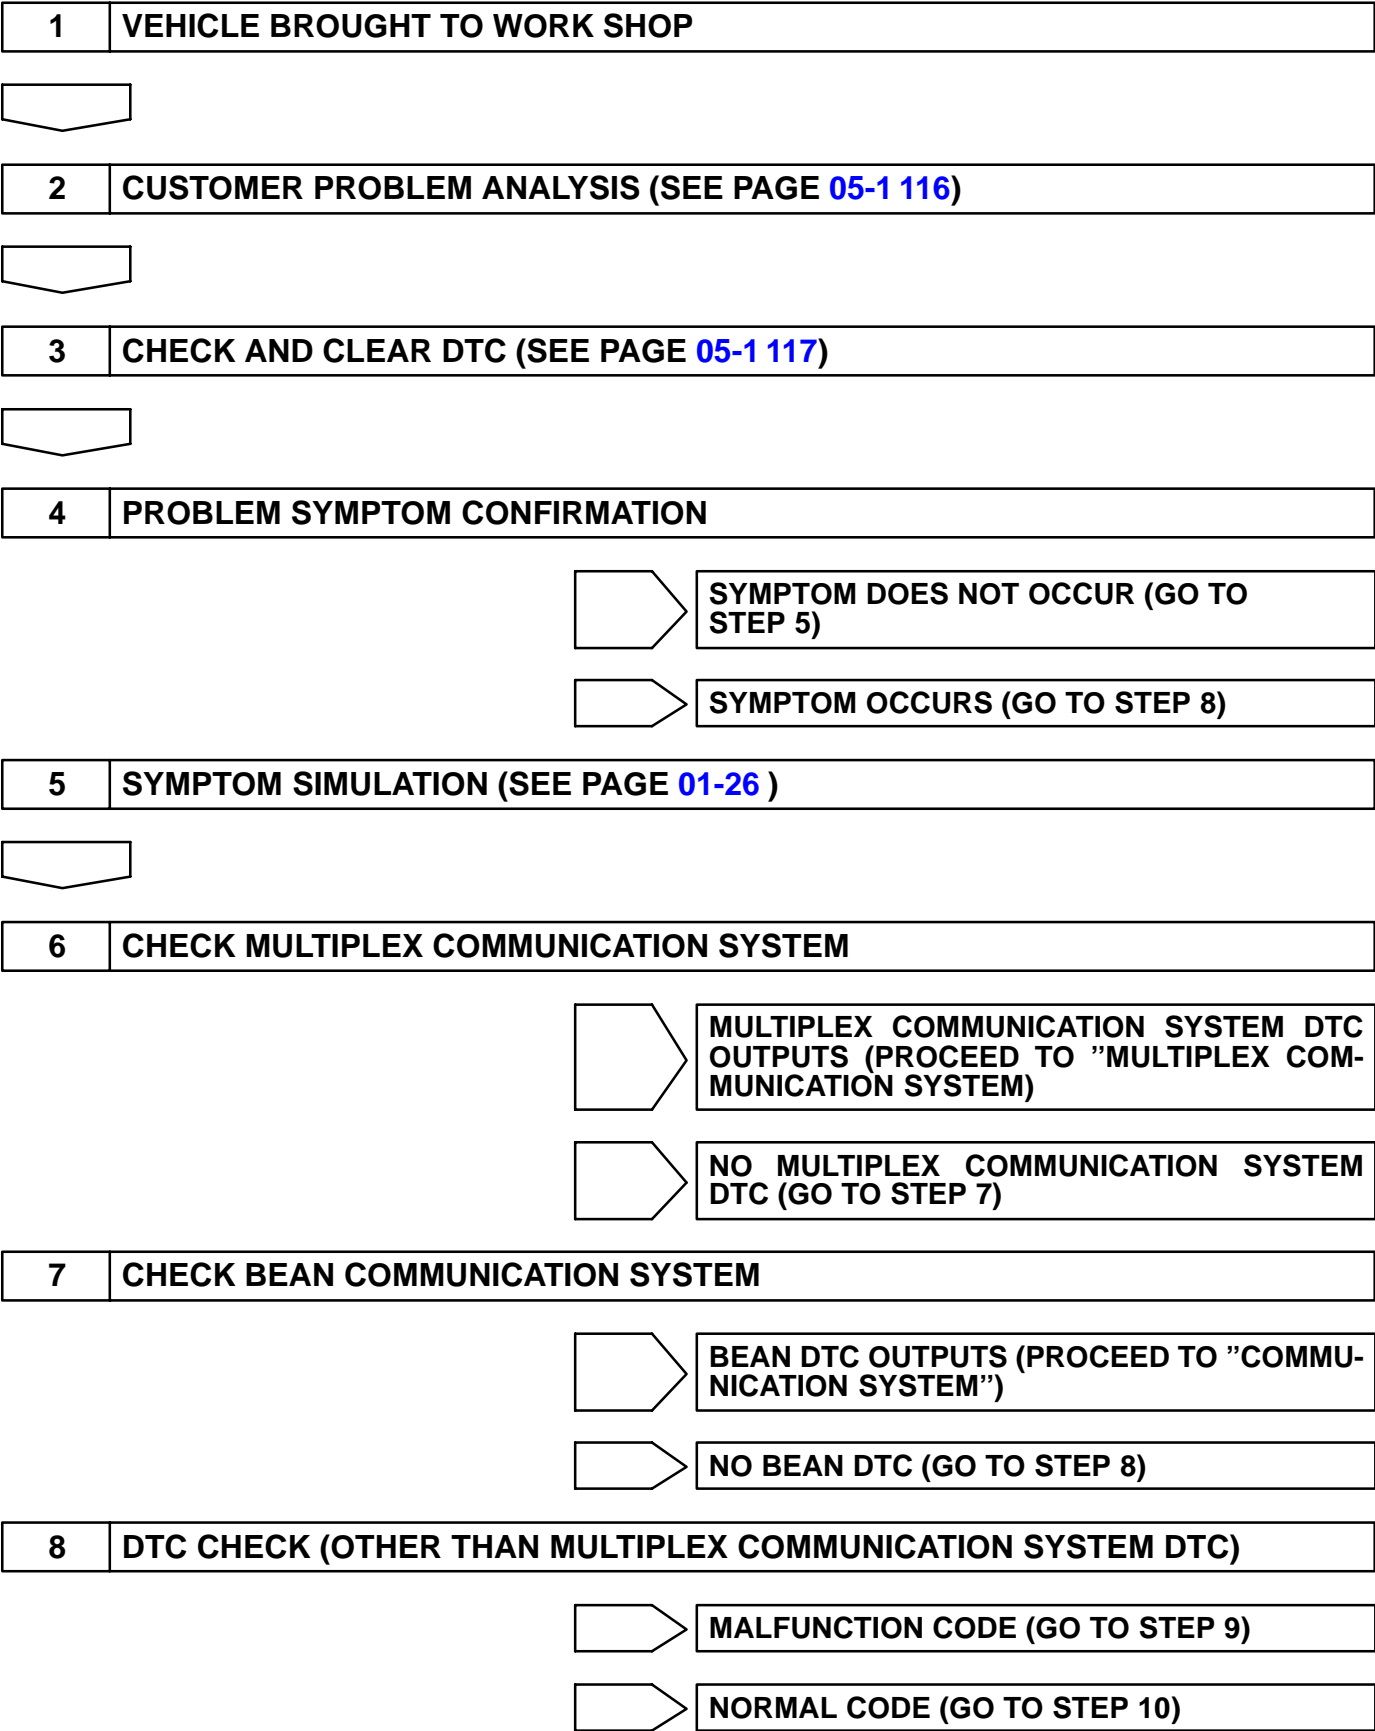 1 VEHICLE BROUGHT TO WORK SHOP
2 CUSTOMER PROBLEM ANALYSIS (SEE PAGE 05-1 116)
3 CHECK AND CLEAR DTC (SEE PAGE 05-1 117)
4 PROBLEM SYMPTOM CONFIRMATION
SYMPTOM DOES NOT OCCUR (GO TO
STEP 5)
SYMPTOM OCCURS (GO TO STEP 8)
5 SYMPTOM SIMULATION (SEE PAGE 01-26 )
6 CHECK MULTIPLEX COMMUNICATION SYSTEM
MULTIPLEX COMMUNICATION SYSTEM DTC
OUTPUTS (PROCEED TO ”MULTIPLEX COM-
MUNICATION SYSTEM)
NO MULTIPLEX COMMUNICATION SYSTEM
DTC (GO TO STEP 7)
7 CHECK BEAN COMMUNICATION SYSTEM
BEAN DTC OUTPUTS (PROCEED TO ”COMMU-
NICATION SYSTEM”)
NO BEAN DTC (GO TO STEP 8)
8 DTC CHECK (OTHER THAN MULTIPLEX COMMUNICATION SYSTEM DTC)
MALFUNCTION CODE (GO TO STEP 9)
NORMAL CODE (GO TO STEP 10)